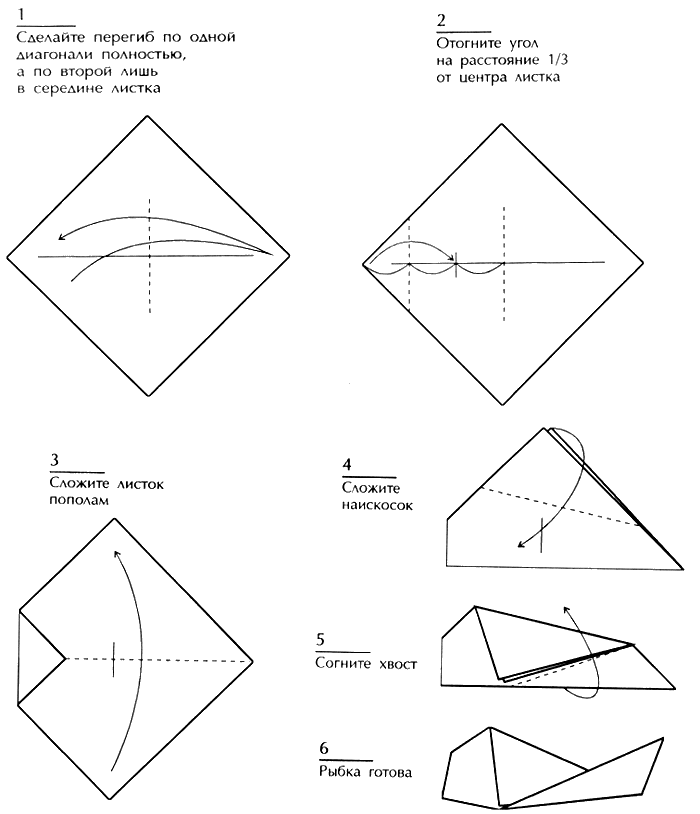 1
Сделайте перегиб по одной
диагонали полностью,
а по второй лишь
в середине листка
2
Отогните угол
на расстояние 1/3
от центра листка
3
Сложите листок
пополам
4
Сложите
наискосок
5
Согните хвост
6
Рыбка готова